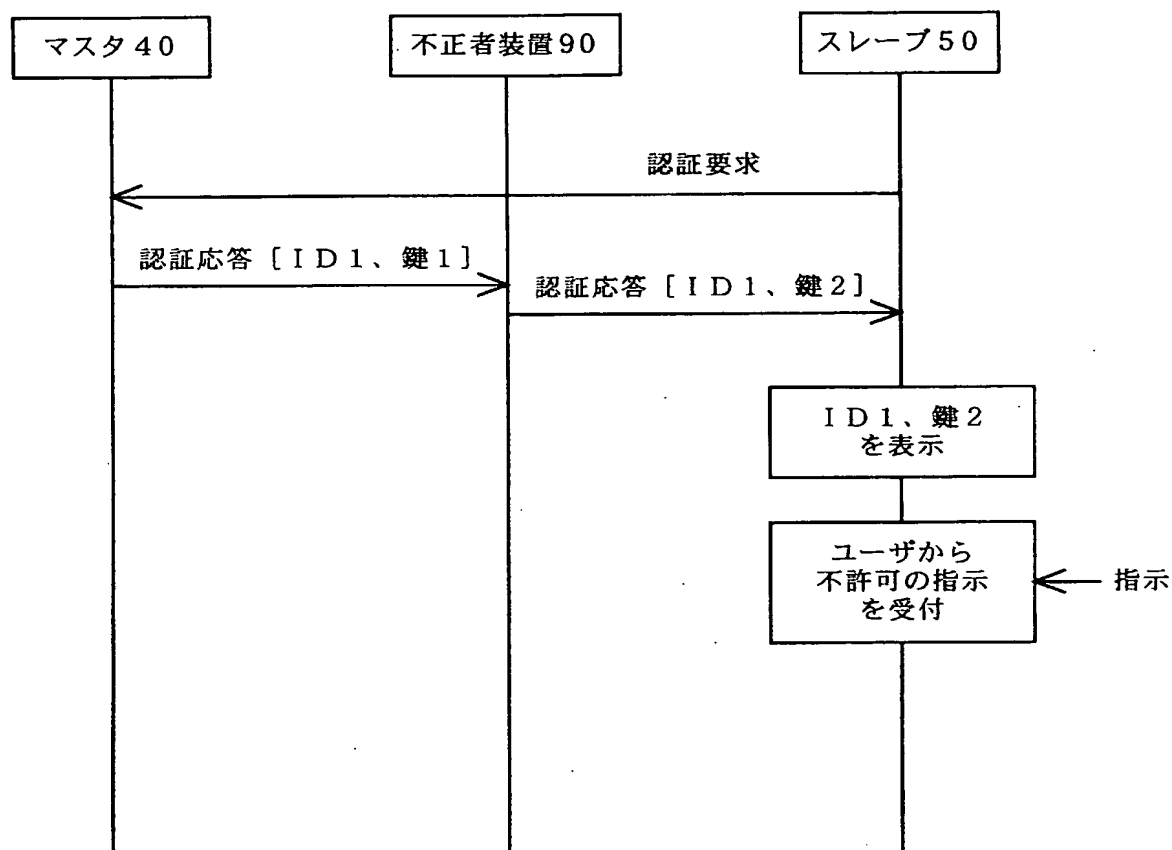 マスタ40
不正者装置90
スレーブ50
認証要求
認証応答［ID1、鍵1］
認証応答［ID1、鍵2］
ID1、鍵2
を表示
ユーザから
不許可の指示
を受付
指示